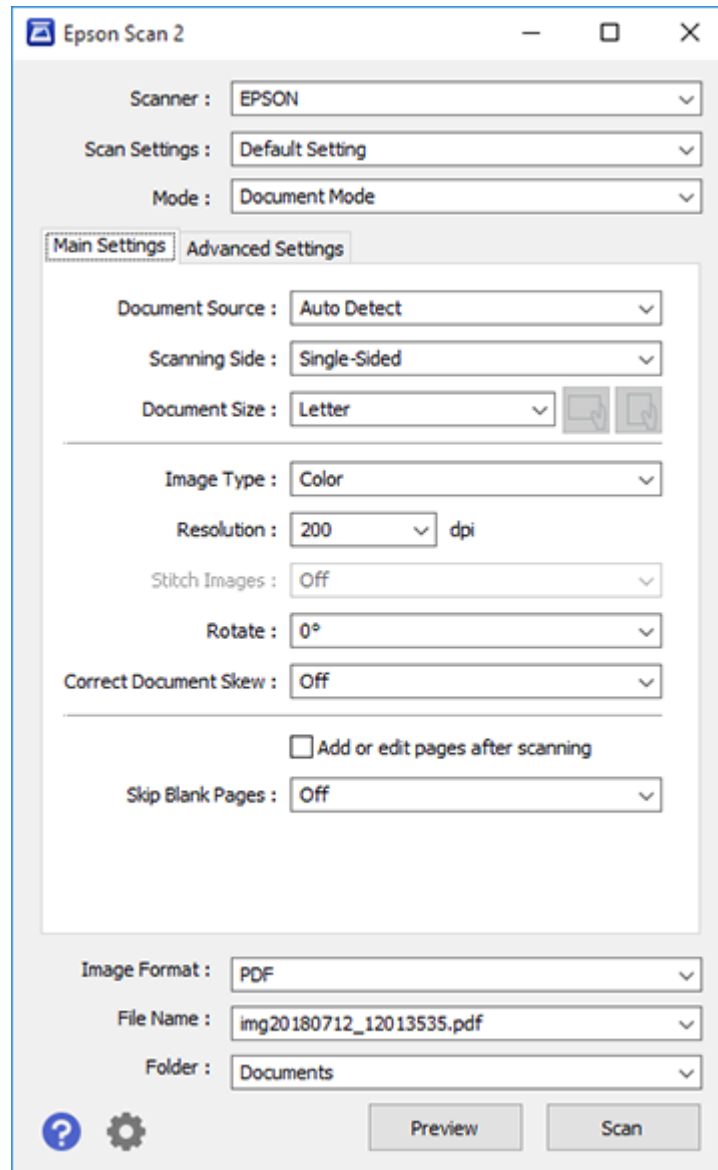 Epson Scan 2
Scanner : EPSON
Scan Settings : Default Setting
Mode : Document Mode
Main Settings Advanced Settings
Document Source : Auto Detect
Scanning Side : Single-Sided
Document Size : Letter
Image Type : Color
Resolution : 200 dpi
Stitch Images : Off
Rotate : 0°
Correct Document Skew : Off
Add or edit pages after scanning
Skip Blank Pages : Off
Image Format : PDF
File Name : img20180712_12013535.pdf
Folder : Documents
? Preview Scan